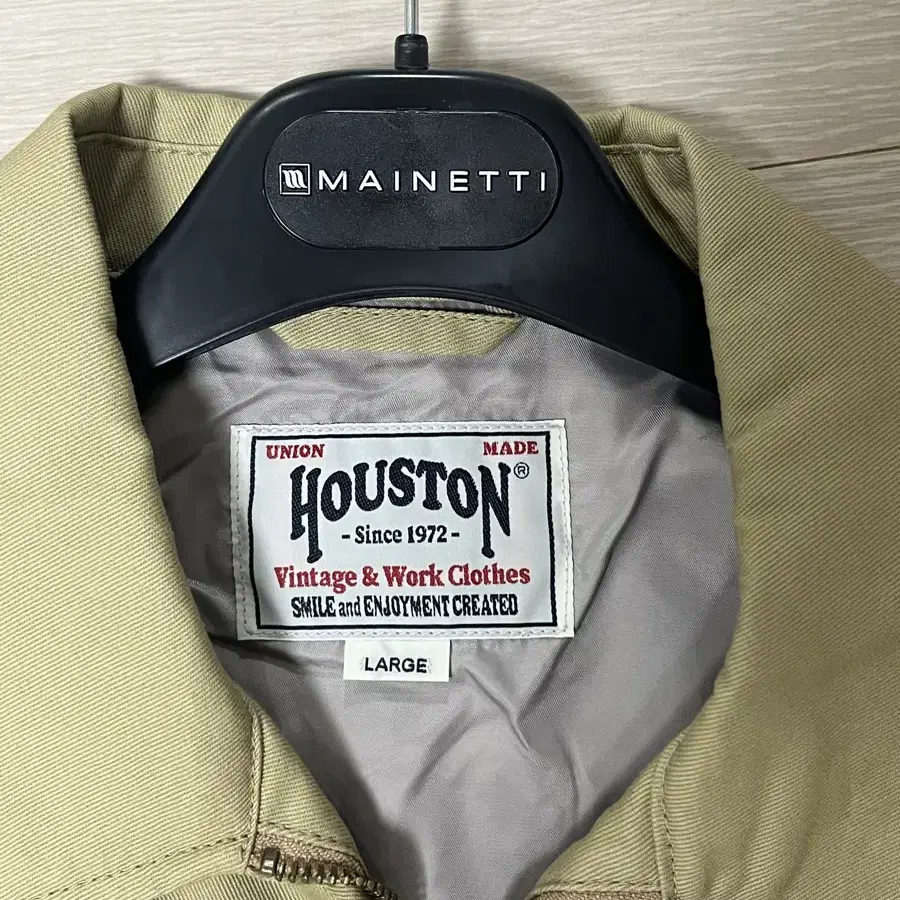 MAINETTI
UNION MADE
HOUSTON®
- Since 1972 -
Vintage & Work Clothes
SMILE and ENJOYMENT CREATED
LARGE